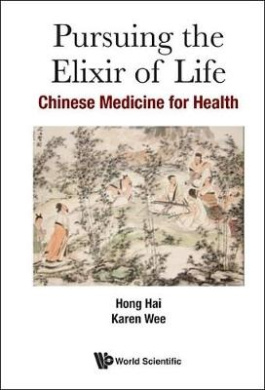 Pursuing the
Elixir of Life
Chinese Medicine for Health
Hong Hai
Karen Wee
World Scientific